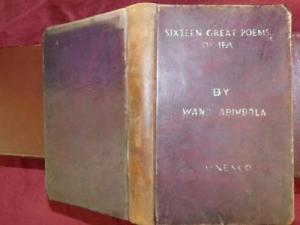 SIXTEEN GREAT POEMS
OF IFA
BY
WANDE ABIMBOLA
UNESCO